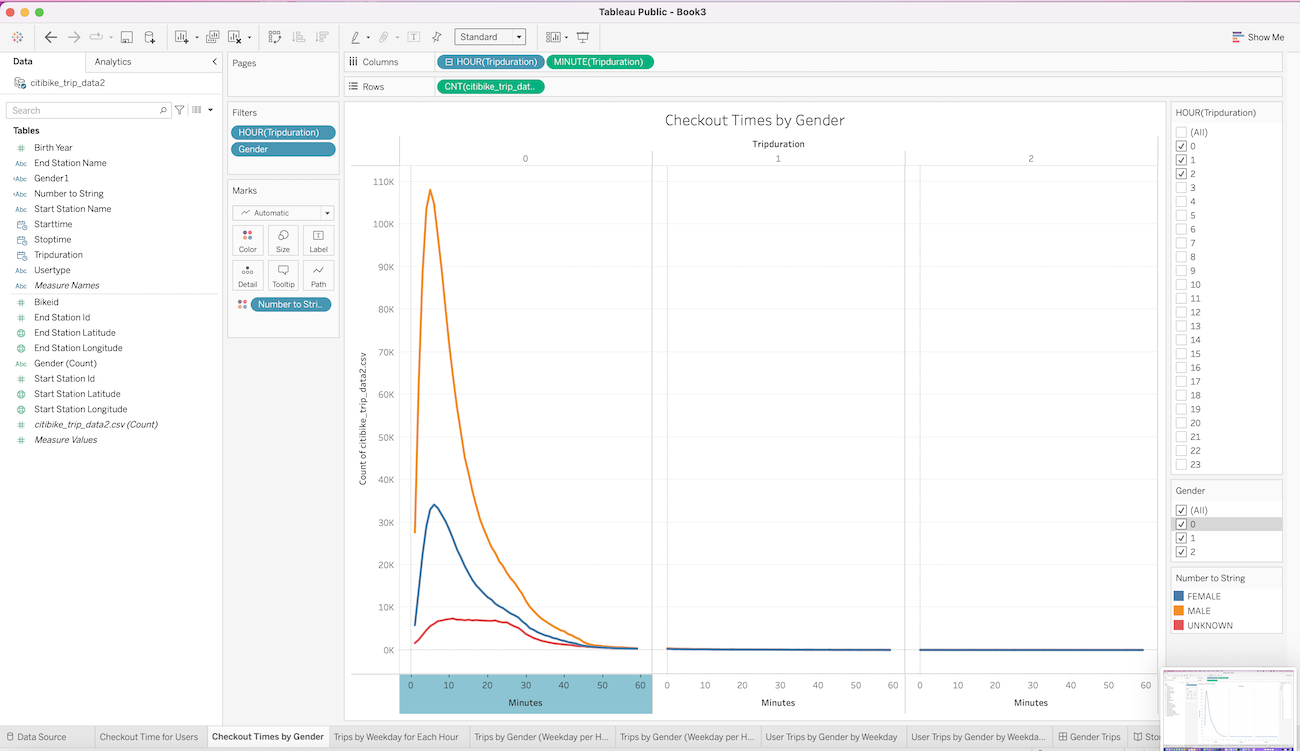 Tableau Public - Book3
Standard
Show Me
Data
Analytics
citibike_trip_data2
Search
Tables
Birth Year
Abc End Station Name
Abc Gender1
Abc Number to String
Abc Start Station Name
Starttime
Stoptime
Tripduration
Abc Usertype
Abc Measure Names
Bikeid
End Station Id
End Station Latitude
End Station Longitude
Abc Gender (Count)
Start Station Id
Start Station Latitude
Start Station Longitude
citibike_trip_data2.csv (Count)
Measure Values
Pages
Filters
HOUR(Tripduration)
Gender
Marks
Automatic
Color Size Label
Detail Tooltip Path
Number to Stri..
Columns HOUR(Tripduration) MINUTE(Tripduration)
Rows CNT(citibike_trip_dat..
Checkout Times by Gender
Tripduration
0 1 2
110K
100K
90K
80K
70K
60K
50K
40K
30K
20K
10K
0K
Count of citibike_trip_data2.csv
0 10 20 30 40 50 60 0 10 20 30 40 50 60 0 10 20 30 40 50 60
Minutes Minutes Minutes
HOUR(Tripduration)
(All)
0
1
2
3
4
5
6
7
8
9
10
11
12
13
14
15
16
17
18
19
20
21
22
23
Gender
(All)
0
1
2
Number to String
FEMALE
MALE
UNKNOWN
Data Source Checkout Time for Users Checkout Times by Gender Trips by Weekday for Each Hour Trips by Gender (Weekday per H... Trips by Gender (Weekday per H... User Trips by Gender by Weekday User Trips by Gender by Weekda... Gender Trips Sto